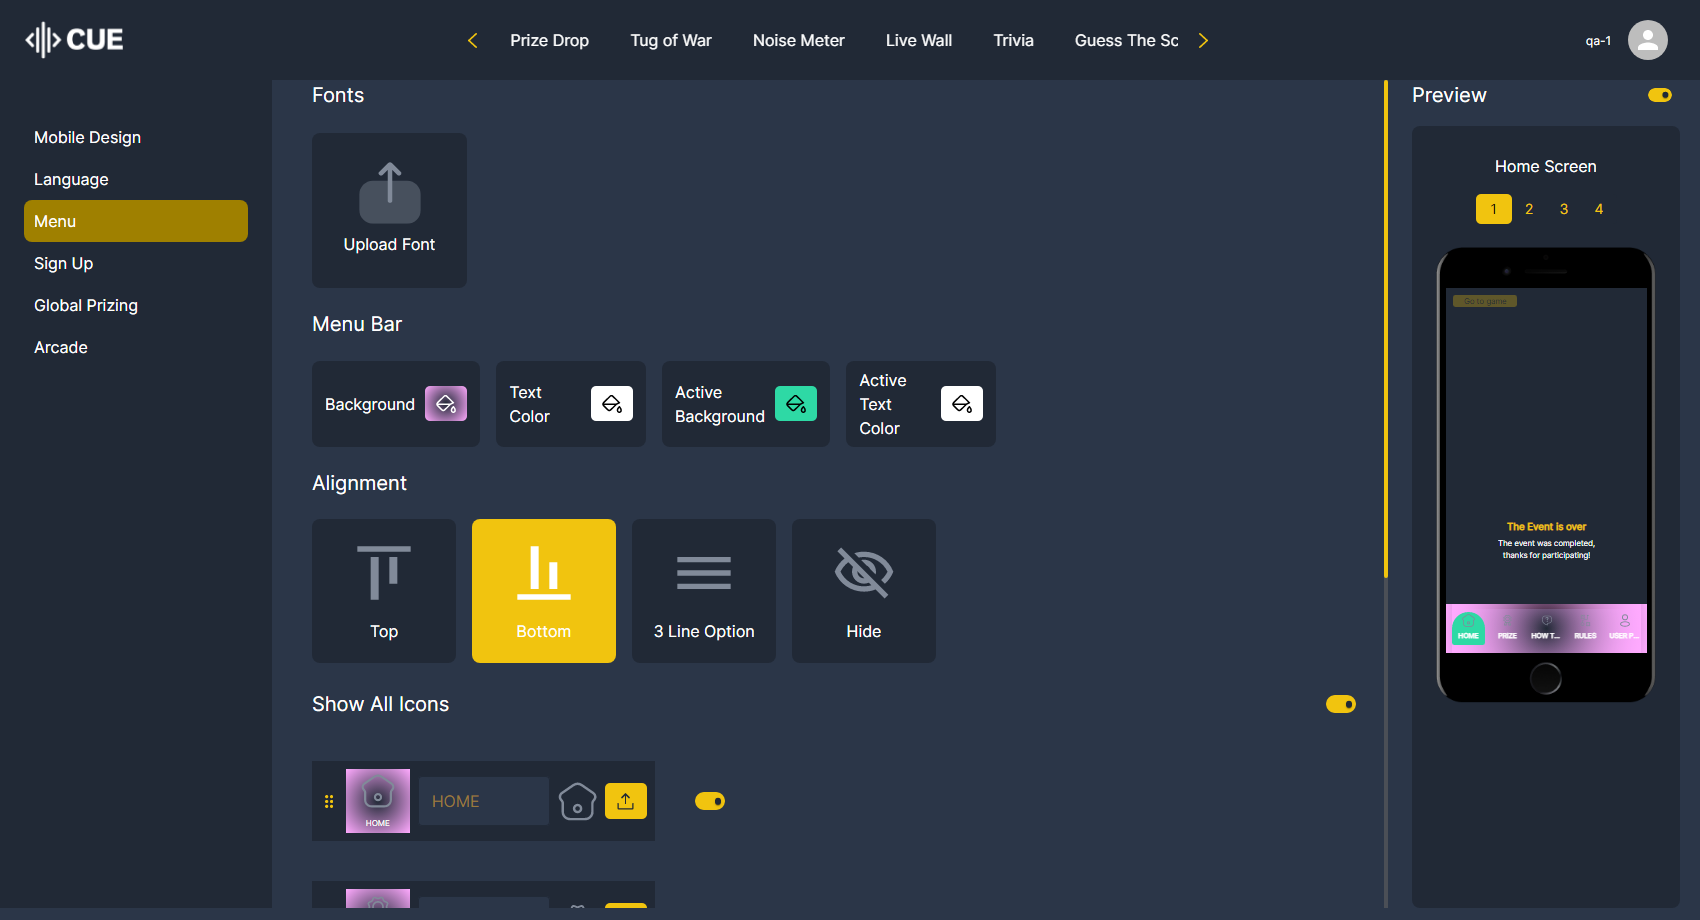 CUE
Prize Drop
Tug of War
Noise Meter
Live Wall
Trivia
Guess The Sc
qa-1
Mobile Design
Language
Menu
Sign Up
Global Prizing
Arcade
Fonts
Upload Font
Menu Bar
Background
Text
Color
Active
Background
Active
Text
Color
Alignment
Top
Bottom
3 Line Option
Hide
Show All Icons
HOME
HOME
Preview
Home Screen
1 2 3 4
Go to game
The Event is over
The event was completed,
thanks for participating!
HOME PRIZE HOW T... RULES USER P...